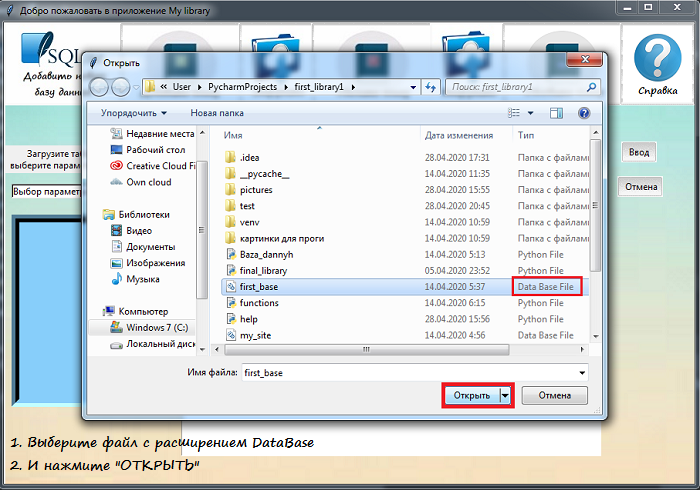 Добро пожаловать в приложение My library
SQL
Добавьте
базу данн
Справка
Открыть
« User ▸ PycharmProjects ▸ first_library1 ▸
Поиск: first_library1
Упорядочить
Новая папка
Недавние места
Рабочий стол
Creative Cloud Fi
Own cloud
Библиотеки
Видео
Документы
Изображения
Музыка
Компьютер
Windows 7 (C:)
Локальный диск
Имя Дата изменения Тип
.idea 28.04.2020 17:31 Папка с файлами
__pycache__ 14.04.2020 11:35 Папка с файлами
pictures 28.04.2020 15:55 Папка с файлами
test 28.04.2020 20:45 Папка с файлами
venv 14.04.2020 10:59 Папка с файлами
картинки для проги 14.04.2020 10:59 Папка с файлами
Baza_dannyh 14.04.2020 5:13 Python File
final_library 05.04.2020 23:52 Python File
first_base 14.04.2020 5:37 Data Base File
functions 14.04.2020 6:15 Python File
help 28.04.2020 15:56 Python File
my_site 14.04.2020 4:56 Data Base File
Имя файла: first_base
Открыть Отмена
Загрузите та
выберите парам
Выбор парамет
Ввод
Отмена
1. Выберите файл с расширением DataBase
2. И нажмите "ОТКРЫТЬ"